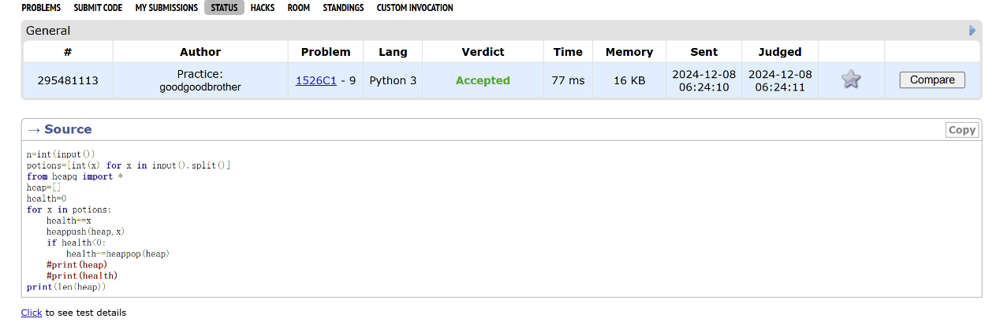 PROBLEMS SUBMIT CODE MY SUBMISSIONS STATUS HACKS ROOM STANDINGS CUSTOM INVOCATION
General
# Author Problem Lang Verdict Time Memory Sent Judged
295481113 Practice: goodgoodbrother 1526C1 - 9 Python 3 Accepted 77 ms 16 KB 2024-12-08 06:24:10 2024-12-08 06:24:11 Compare
→ Source Copy
n=int(input())
potions=[int(x) for x in input().split()]
from heapq import *
heap=[]
health=0
for x in potions:
    health+=x
    heappush(heap,x)
    if health<0:
        health-=heappop(heap)
    #print(heap)
    #print(health)
print(len(heap))
Click to see test details